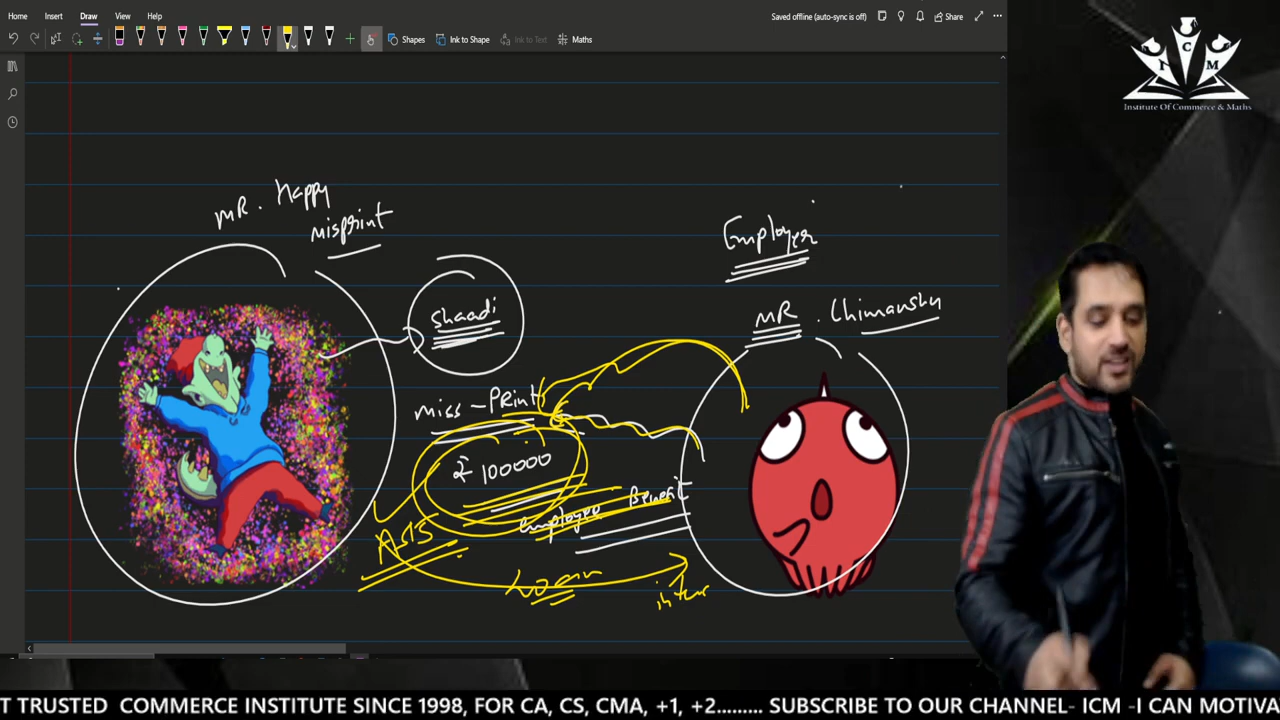 Home Insert Draw View Help
Saved offline (auto-sync is off) Share
Shapes Ink to Shape Ink to Text Maths
I C M
Institute Of Commerce & Maths
MR. Happy
misprint
Employer
shaadi
MR. Chimanshu
miss-Print
₹ 100000
employee Benefit
AS15
Loan
T TRUSTED COMMERCE INSTITUTE SINCE 1998, FOR CA, CS, CMA, +1, +2......... SUBSCRIBE TO OUR CHANNEL- ICM -I CAN MOTIVA